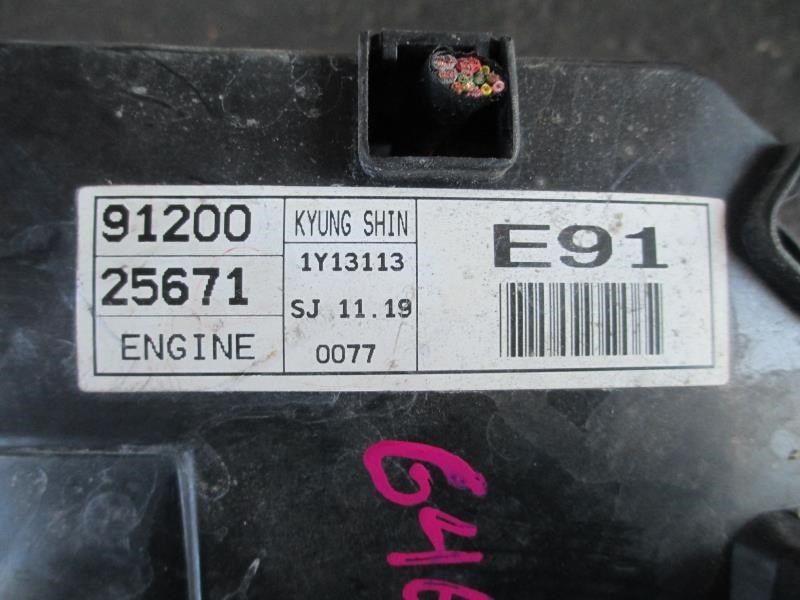 91200
25671
ENGINE
KYUNG SHIN
1Y13113
SJ 11.19
0077
E91